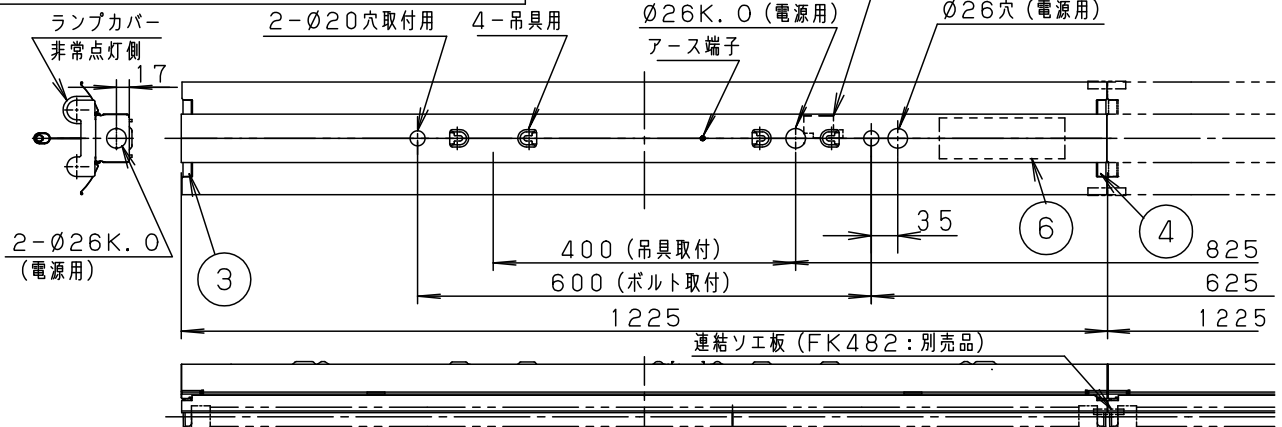 ランプカバー
非常点灯側
17
2-Ø20穴取付用
4-吊具用
Ø26K.O(電源用)
アース端子
Ø26穴(電源用)
2-Ø26K.O
(電源用)
3
6
4
35
400(吊具取付)
825
600(ボルト取付)
625
1225
1225
連結ソエ板(FK482:別売品)